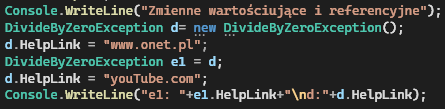 Console.WriteLine("Zmienne wartościujące i referencyjne");
DivideByZeroException d= new DivideByZeroException();
d.HelpLink = "www.onet.pl";
DivideByZeroException e1 = d;
d.HelpLink = "youTube.com";
Console.WriteLine("e1: "+e1.HelpLink+"\nd:"+d.HelpLink);